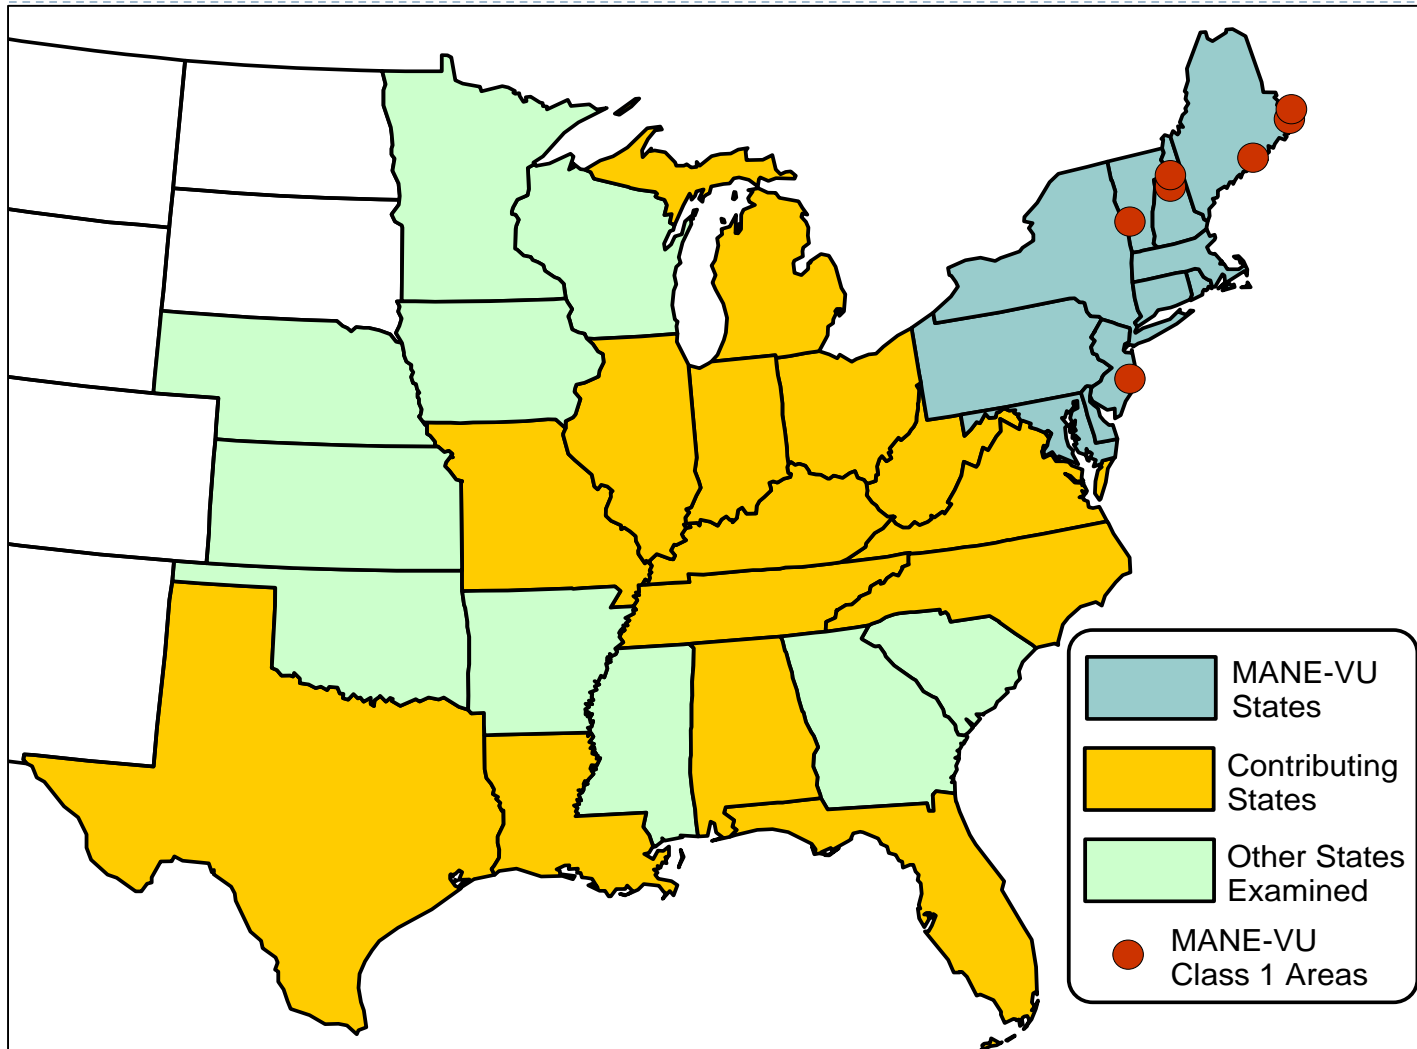 MANE-VU
States
Contributing
States
Other States
Examined
MANE-VU
Class 1 Areas